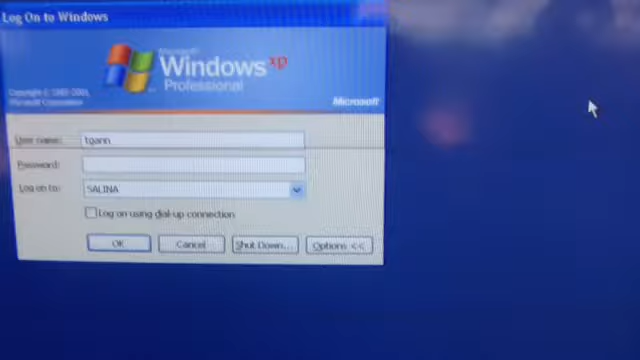 Log On to Windows
Microsoft
Windows xp
Professional
Copyright © 1985-2001
Microsoft Corporation
Microsoft
User name: tgann
Password:
Log on to: SALINA
Log on using dial-up connection
OK Cancel Shut Down... Options <<